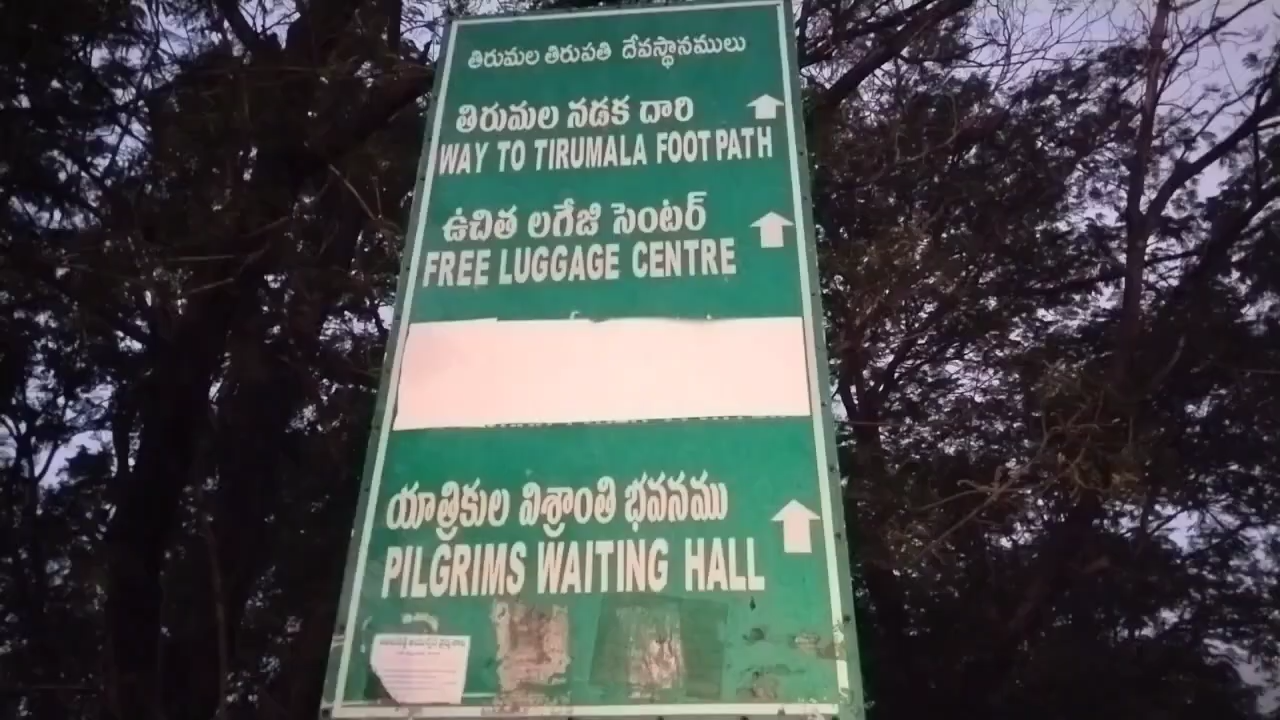 తిరుమల తిరుపతి దేవస్థానములు
తిరుమల నడక దారి
WAY TO TIRUMALA FOOT PATH
ఉచిత లగేజి సెంటర్
FREE LUGGAGE CENTRE
యాత్రికుల విశ్రాంతి భవనము
PILGRIMS WAITING HALL